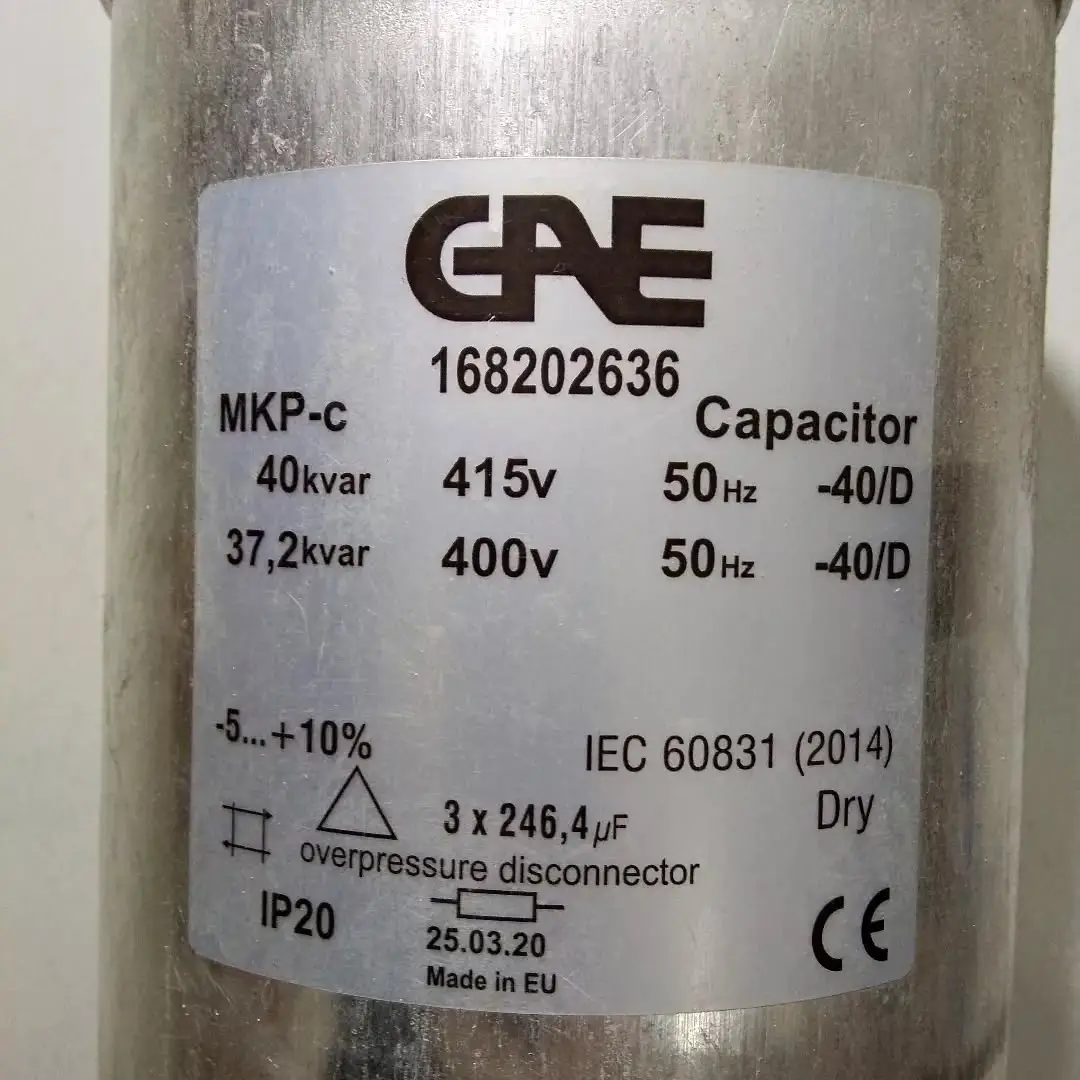 GAE
168202636
MKP-c Capacitor
40kvar 415v 50Hz -40/D
37,2kvar 400v 50Hz -40/D
-5...+10% IEC 60831 (2014)
3 x 246,4µF Dry
overpressure disconnector
IP20
25.03.20
Made in EU
CE